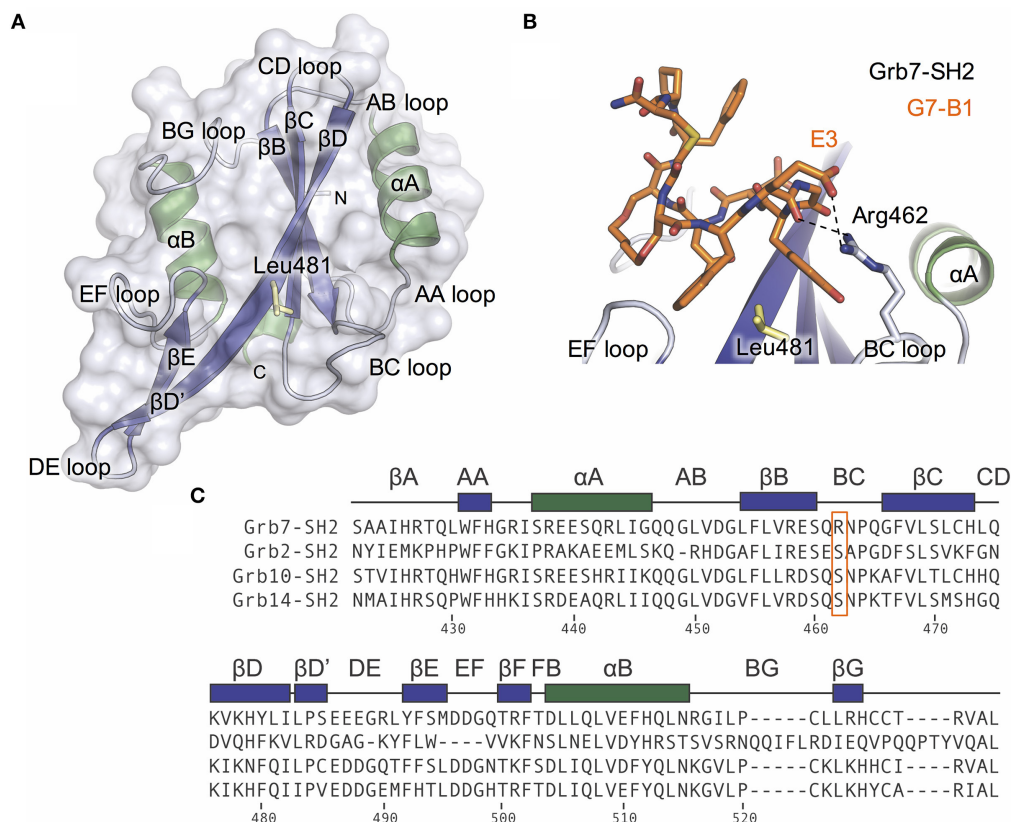 A
CD loop
AB loop
βC
BG loop
βB
βD
αA
N
αB
Leu481
EF loop
AA loop
βE
BC loop
C
βD’
DE loop
B
Grb7-SH2
G7-B1
E3
Arg462
αA
EF loop
Leu481
BC loop
C
βA AA αA AB βB BC βC CD
Grb7-SH2 SAAIHRTQLWFHGRISREESQRLIGQQGLVDGLFLVRESQRNPQGFVLSLCHLQ
Grb2-SH2 NYIEMKPHPWFFGKIPRAKAEEMLSKQ-RHDGAFLIRESESAPGDFSLSVKFGN
Grb10-SH2 STVIHRTQHWFHGRISREESHRIIKQQGLVDGLFLLRDSQSNPKAFVLTLCHHQ
Grb14-SH2 NMAIHRSQPWFHHKISRDEAQRLIIQQGLVDGVFLVRDSQSNPKTFVLSMSHGQ
430 440 450 460 470
βD βD’ DE βE EF βF FB αB BG βG
KVKHYLILPSEEEGRLYFSMDDGQTRFTDLLQLVEFHQLNRGILP-----CLLRHCCT----RVAL
DVQHFKVLRDGAG-KYFLW----VVKFNSLNELVDYHRSTSVSRNQQIFLRDIEQVPQQPTYVQAL
KIKNFQILPCEDDGQTFFSLDDGNTKFSDLIQLVDFYQLNKGVLP-----CKLKHHCI----RVAL
KIKHFQIIPVEDDGEMFHTLDDGHTRFTDLIQLVEFYQLNKGVLP-----CKLKHYCA----RIAL
480 490 500 510 520